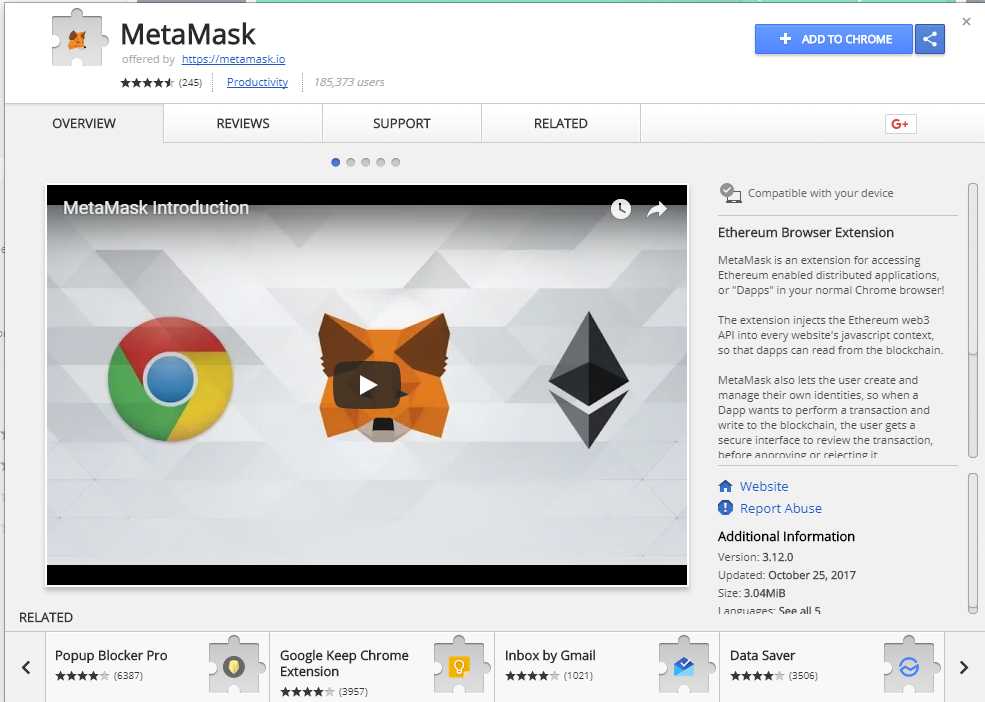 MetaMask
offered by https://metamask.io
(245) Productivity 185,373 users
ADD TO CHROME
OVERVIEW REVIEWS SUPPORT RELATED
G+
MetaMask Introduction
Compatible with your device
Ethereum Browser Extension
MetaMask is an extension for accessing
Ethereum enabled distributed applications,
or "Dapps" in your normal Chrome browser!
The extension injects the Ethereum web3
API into every website's javascript context,
so that dapps can read from the blockchain.
MetaMask also lets the user create and
manage their own identities, so when a
Dapp wants to perform a transaction and
write to the blockchain, the user gets a
secure interface to review the transaction,
before approving or rejecting it
Website
Report Abuse
Additional Information
Version: 3.12.0
Updated: October 25, 2017
Size: 3.04MiB
Languages: See all 5
RELATED
Popup Blocker Pro
(6387)
Google Keep Chrome
Extension
(3957)
Inbox by Gmail
(1021)
Data Saver
(3506)